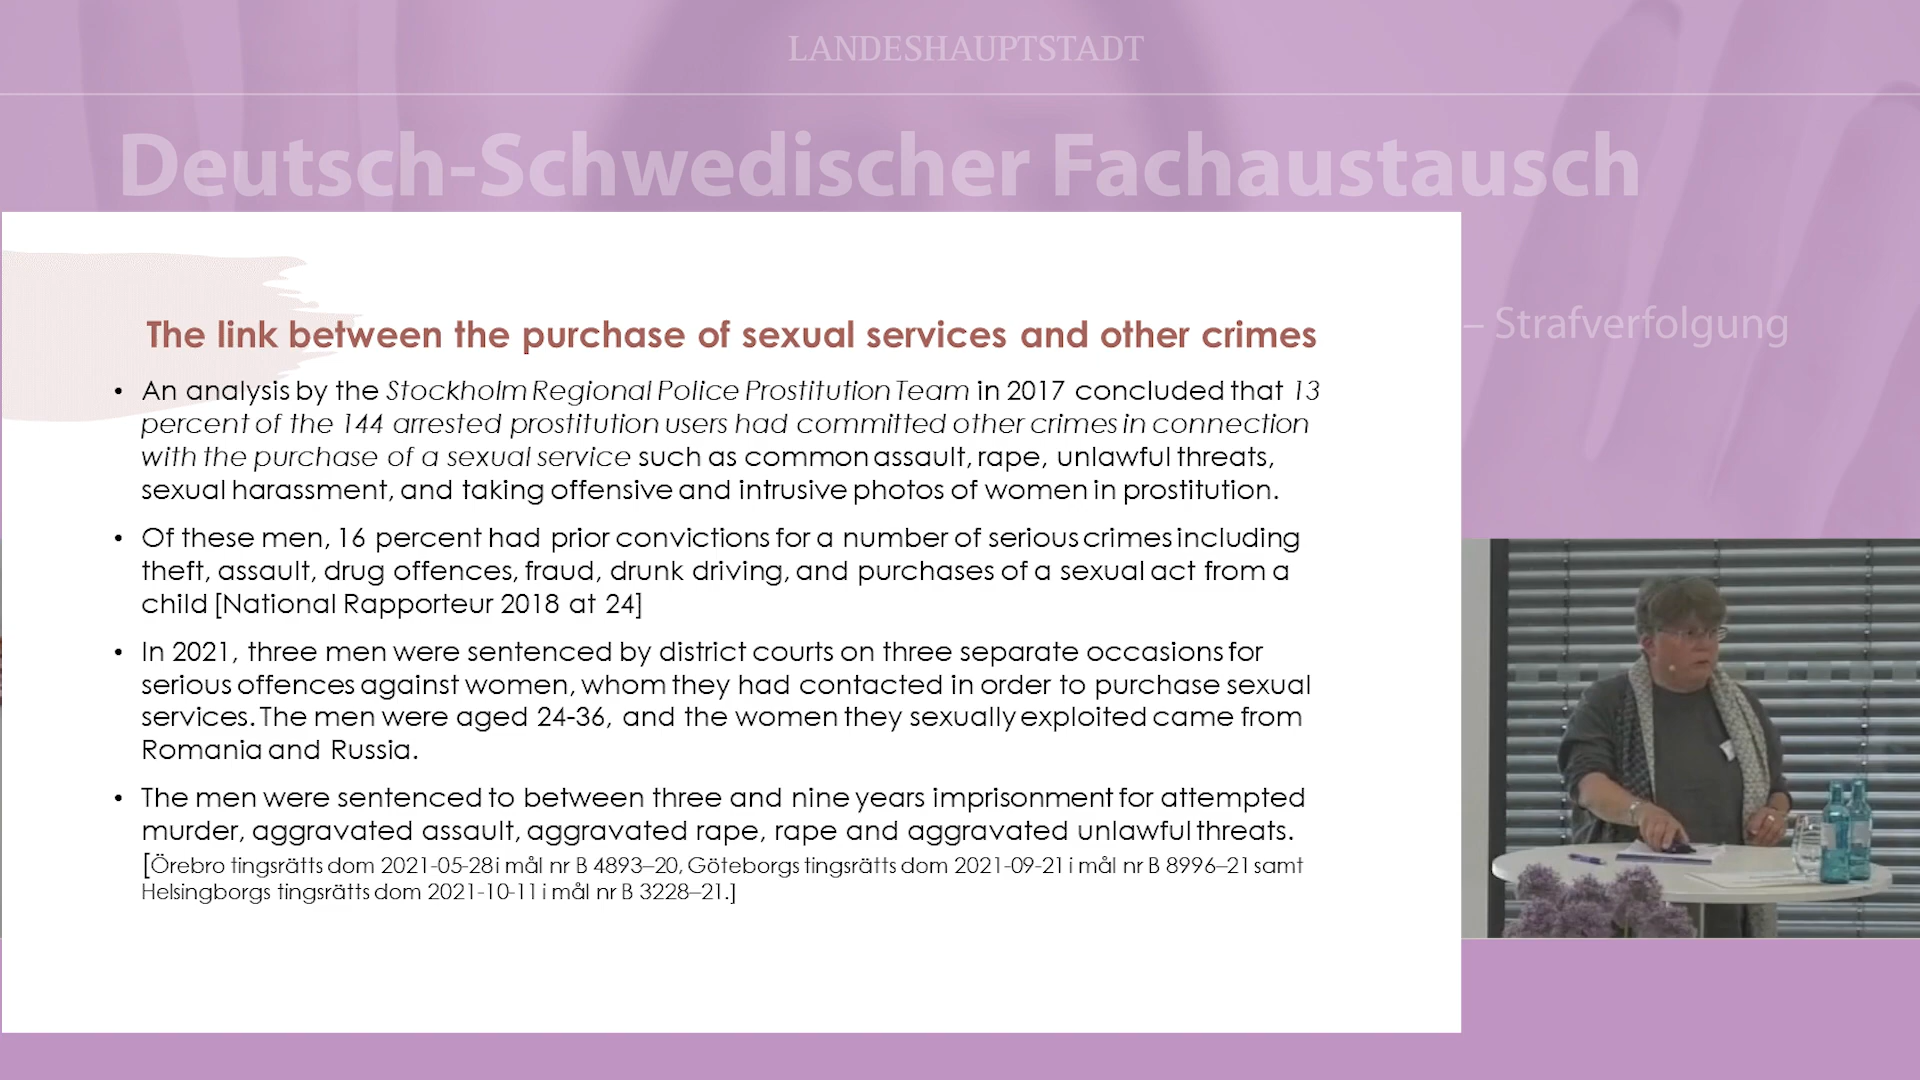 LANDESHAUPTSTADT
Deutsch-Schwedischer Fachaustausch
– Strafverfolgung
The link between the purchase of sexual services and other crimes
• An analysis by the Stockholm Regional Police Prostitution Team in 2017 concluded that 13
percent of the 144 arrested prostitution users had committed other crimes in connection
with the purchase of a sexual service such as common assault, rape, unlawful threats,
sexual harassment, and taking offensive and intrusive photos of women in prostitution.
• Of these men, 16 percent had prior convictions for a number of serious crimes including
theft, assault, drug offences, fraud, drunk driving, and purchases of a sexual act from a
child [National Rapporteur 2018 at 24]
• In 2021, three men were sentenced by district courts on three separate occasions for
serious offences against women, whom they had contacted in order to purchase sexual
services. The men were aged 24-36, and the women they sexually exploited came from
Romania and Russia.
• The men were sentenced to between three and nine years imprisonment for attempted
murder, aggravated assault, aggravated rape, rape and aggravated unlawful threats.
[Örebro tingsrätts dom 2021-05-28 i mål nr B 4893–20, Göteborgs tingsrätts dom 2021-09-21 i mål nr B 8996–21 samt
Helsingborgs tingsrätts dom 2021-10-11 i mål nr B 3228–21.]